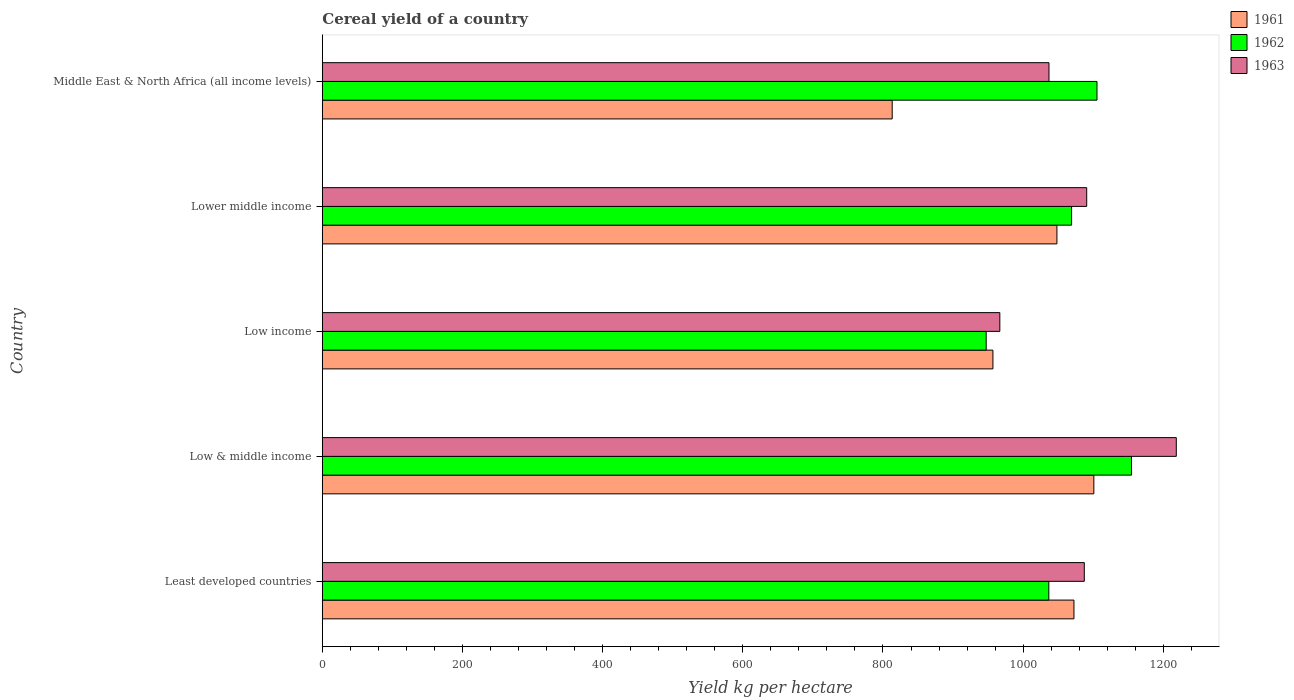 Cereal yield of a country
1961
1962
1963
Middle East & North Africa (all income levels)
Lower middle income
Low income
Low & middle income
Least developed countries
Country
0
200
400
600
800
1000
1200
Yield kg per hectare